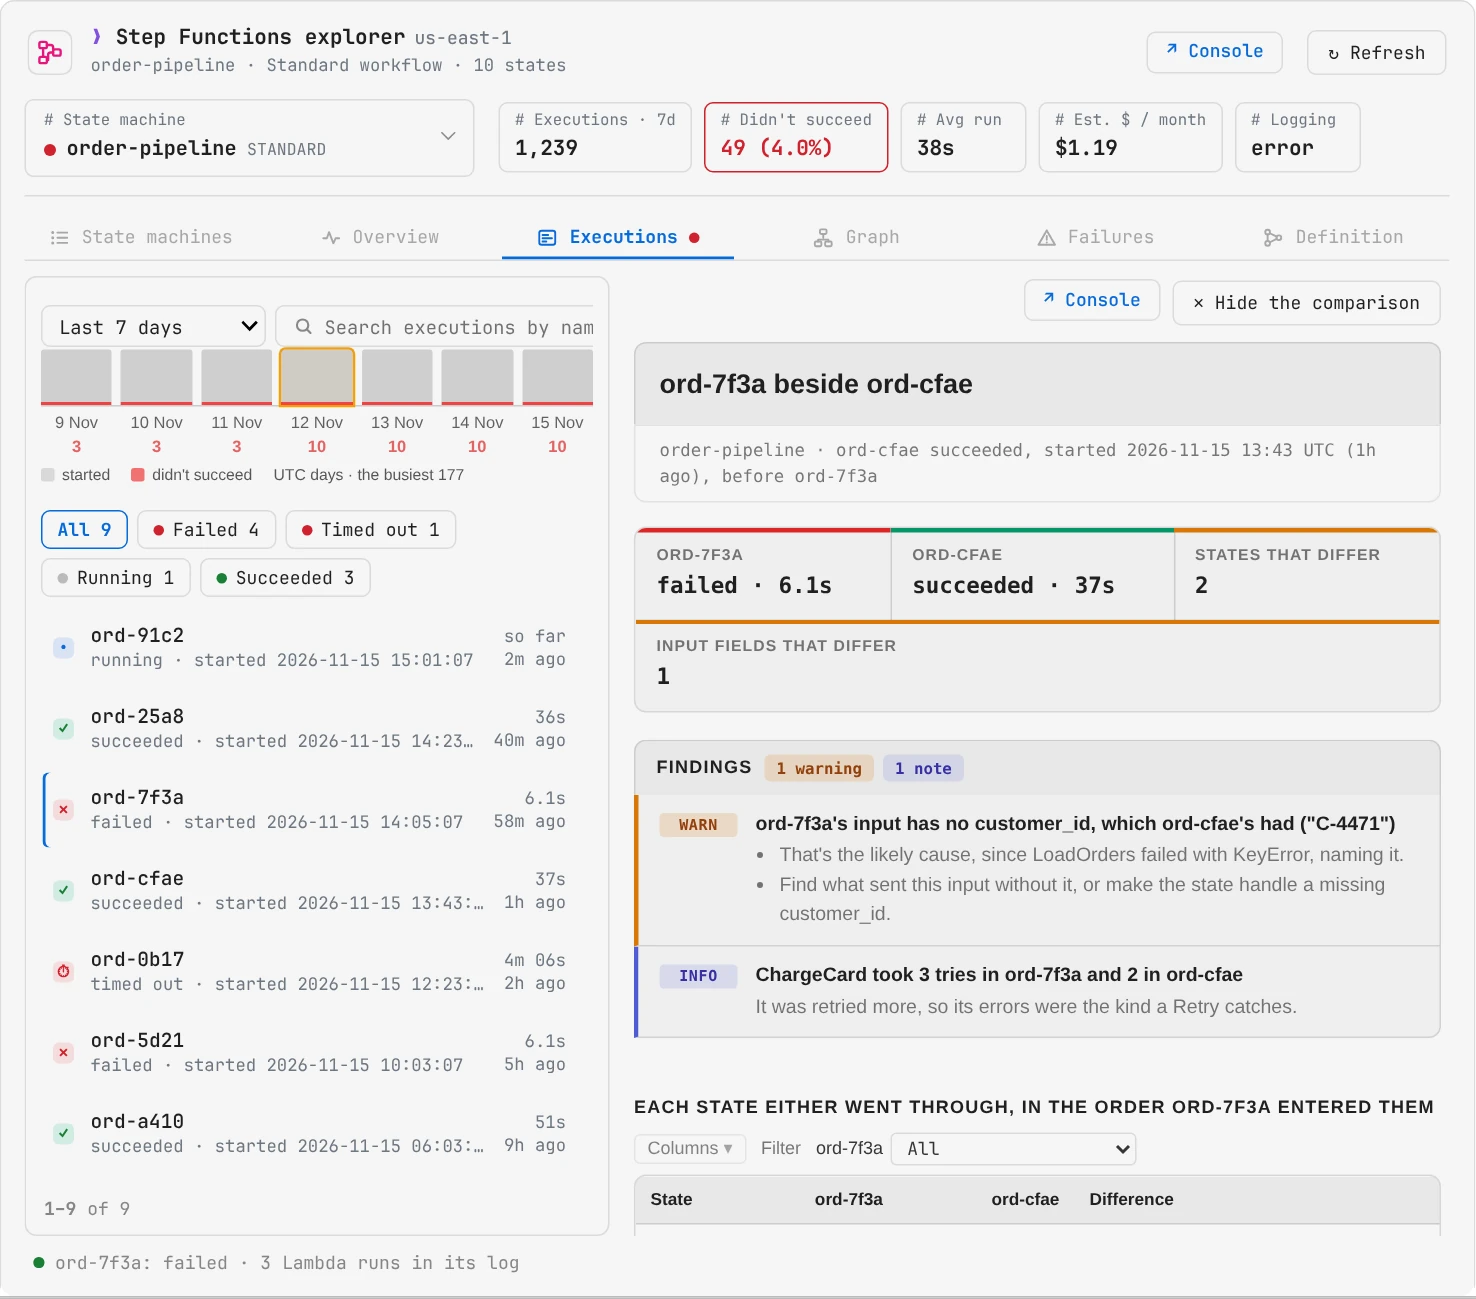 ❫ Step Functions explorer us-east-1
order-pipeline · Standard workflow · 10 states
↗ Console
↻ Refresh
# State machine
order-pipeline STANDARD
# Executions · 7d
1,239
# Didn't succeed
49 (4.0%)
# Avg run
38s
# Est. $ / month
$1.19
# Logging
error
State machines
Overview
Executions
Graph
Failures
Definition
Last 7 days
Search executions by nam
9 Nov 10 Nov 11 Nov 12 Nov 13 Nov 14 Nov 15 Nov
3 3 3 10 10 10 10
started didn't succeed UTC days · the busiest 177
All 9
Failed 4
Timed out 1
Running 1
Succeeded 3
ord-91c2 so far
running · started 2026-11-15 15:01:07 2m ago
ord-25a8 36s
succeeded · started 2026-11-15 14:23… 40m ago
ord-7f3a 6.1s
failed · started 2026-11-15 14:05:07 58m ago
ord-cfae 37s
succeeded · started 2026-11-15 13:43:… 1h ago
ord-0b17 4m 06s
timed out · started 2026-11-15 12:23:… 2h ago
ord-5d21 6.1s
failed · started 2026-11-15 10:03:07 5h ago
ord-a410 51s
succeeded · started 2026-11-15 06:03:… 9h ago
1–9 of 9
↗ Console
× Hide the comparison
ord-7f3a beside ord-cfae
order-pipeline · ord-cfae succeeded, started 2026-11-15 13:43 UTC (1h
ago), before ord-7f3a
ORD-7F3A
failed · 6.1s
ORD-CFAE
succeeded · 37s
STATES THAT DIFFER
2
INPUT FIELDS THAT DIFFER
1
FINDINGS 1 warning 1 note
WARN ord-7f3a's input has no customer_id, which ord-cfae's had ("C-4471")
• That's the likely cause, since LoadOrders failed with KeyError, naming it.
• Find what sent this input without it, or make the state handle a missing
customer_id.
INFO ChargeCard took 3 tries in ord-7f3a and 2 in ord-cfae
It was retried more, so its errors were the kind a Retry catches.
EACH STATE EITHER WENT THROUGH, IN THE ORDER ORD-7F3A ENTERED THEM
Columns ▾ Filter ord-7f3a All
State ord-7f3a ord-cfae Difference
ord-7f3a: failed · 3 Lambda runs in its log